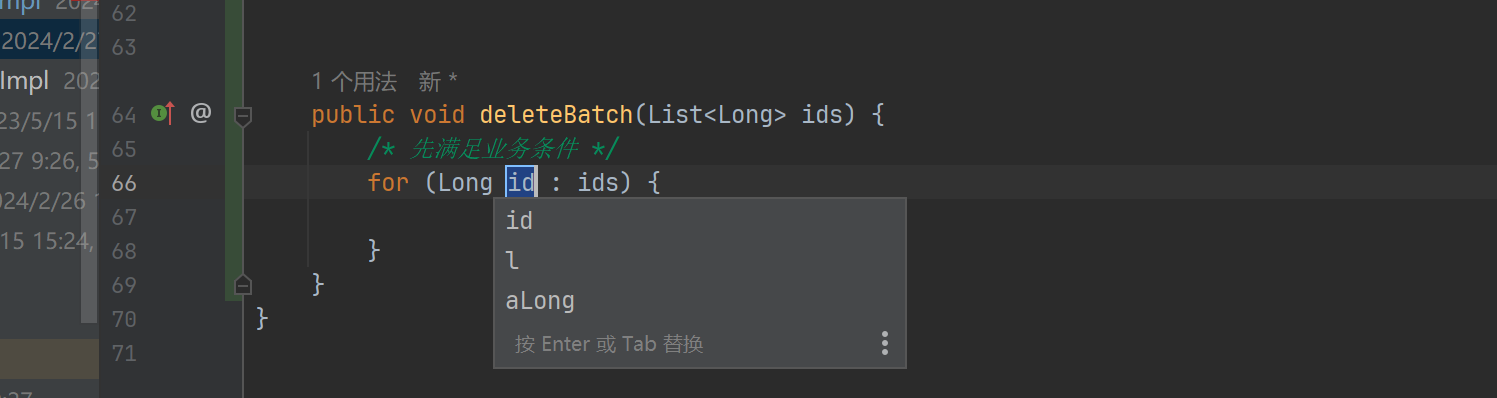 Impl 202
62
2024/2/27
63
Impl 202
1 个用法 新 *
23/5/15 1
64 @ public void deleteBatch(List<Long> ids) {
65 /* 先满足业务条件 */
27 9:26, 5
66 for (Long id : ids) {
67
024/2/26 1
id
15 15:24,
68 }
l
69 }
aLong
70 }
按 Enter 或 Tab 替换
71